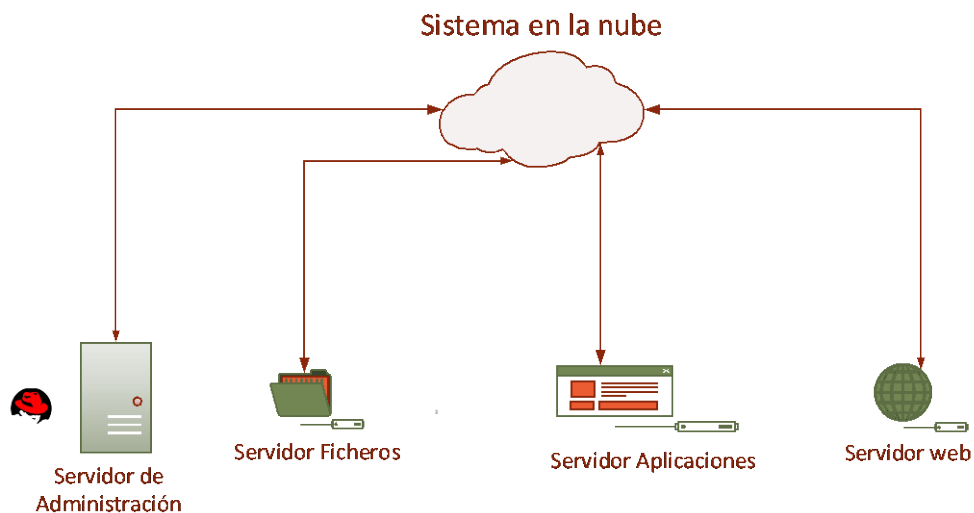 Sistema en la nube
Servidor de
Administración
Servidor Ficheros
Servidor Aplicaciones
Servidor web